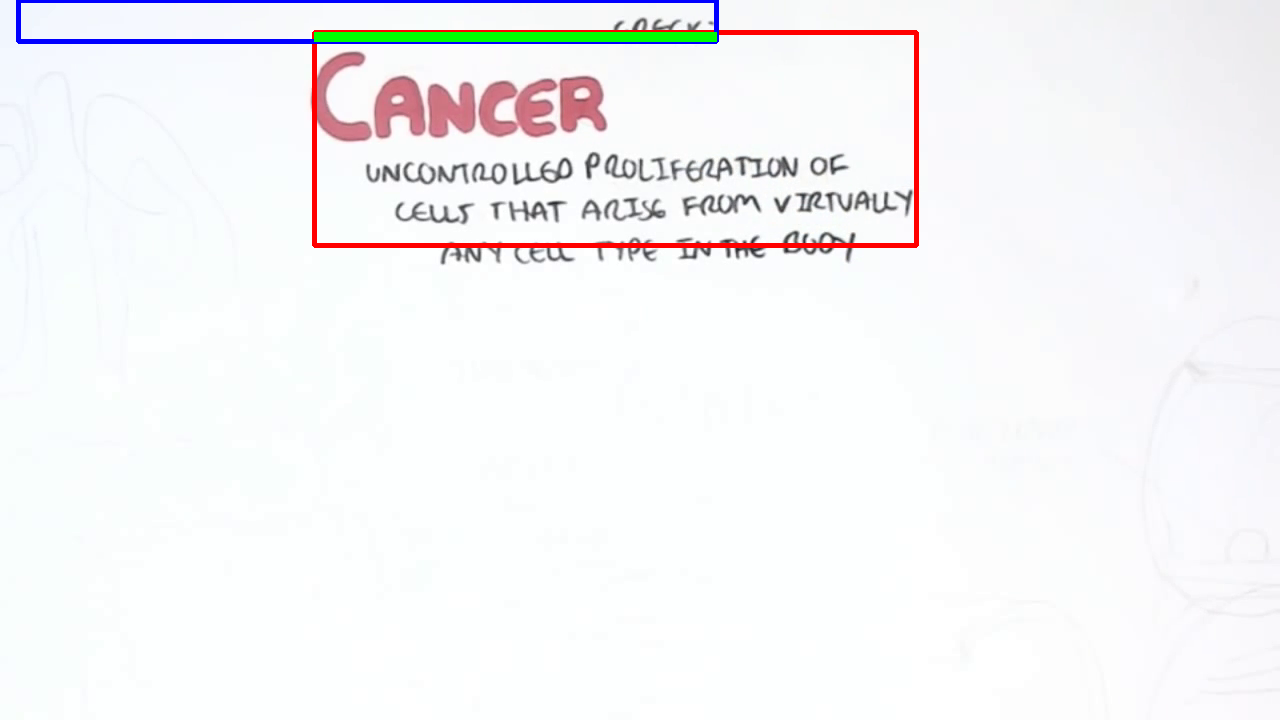 CANCER
UNCONTROLLED PROLIFERATION OF
CELLS THAT ARISE FROM VIRTUALLY
ANY CELL TYPE IN THE BODY